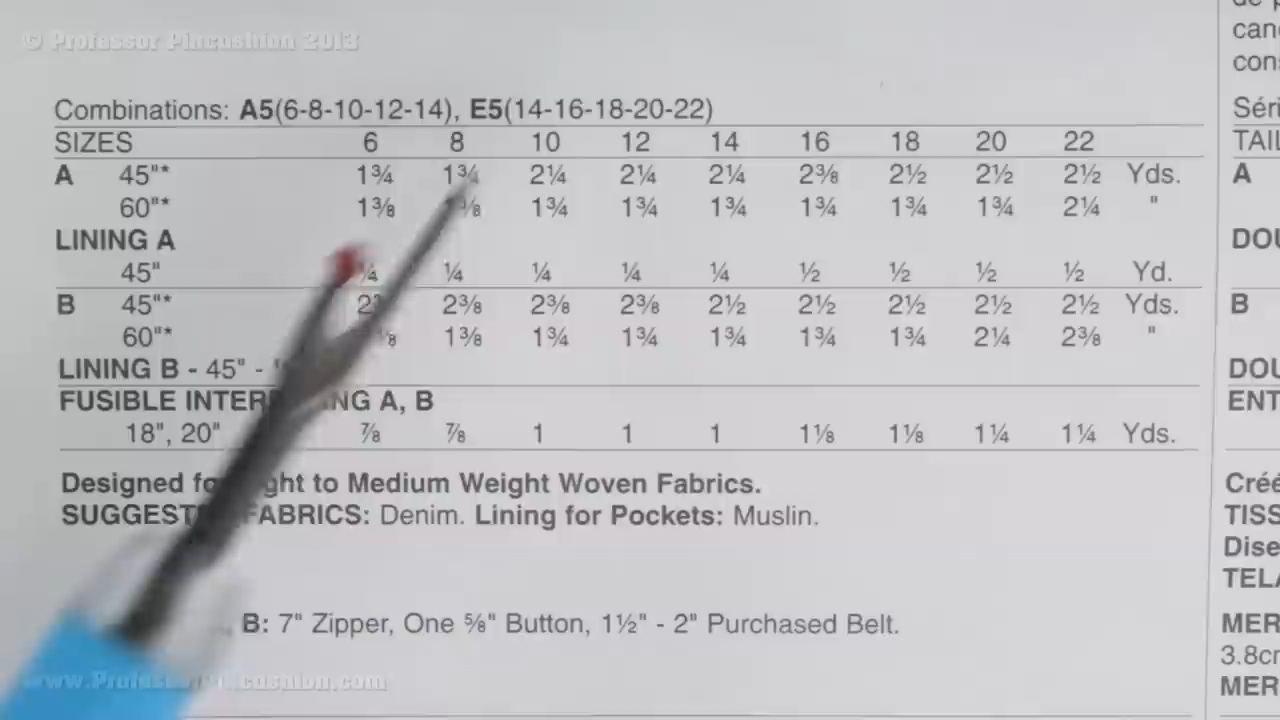 © Professor Pincushion 2013
Combinations: A5(6-8-10-12-14), E5(14-16-18-20-22)
SIZES 6 8 10 12 14 16 18 20 22
A 45"* 1¾ 1¾ 2¼ 2¼ 2¼ 2⅜ 2½ 2½ 2½ Yds.
60"* 1⅜ 1¾ 1¾ 1¾ 1¾ 1¾ 1¾ 2¼ "
LINING A
45" ¼ ¼ ¼ ¼ ½ ½ ½ ½ Yd.
B 45"* 2⅜ 2⅜ 2⅜ 2½ 2½ 2½ 2½ 2½ Yds.
60"* 1⅜ 1¾ 1¾ 1¾ 1¾ 1¾ 2¼ 2⅜ "
LINING B - 45" -
FUSIBLE A, B
18", 20" ⅞ ⅞ 1 1 1 1⅛ 1⅛ 1¼ 1¼ Yds.
Designed to Medium Weight Woven Fabrics.
FABRICS: Denim. Lining for Pockets: Muslin.
B: 7" Zipper, One ⅝" Button, 1½" - 2" Purchased Belt.
cons
Séri
TAIL
A
DOU
B
DOU
ENT
Créé
TISS
Dise
TELA
MER
3.8cr
MER